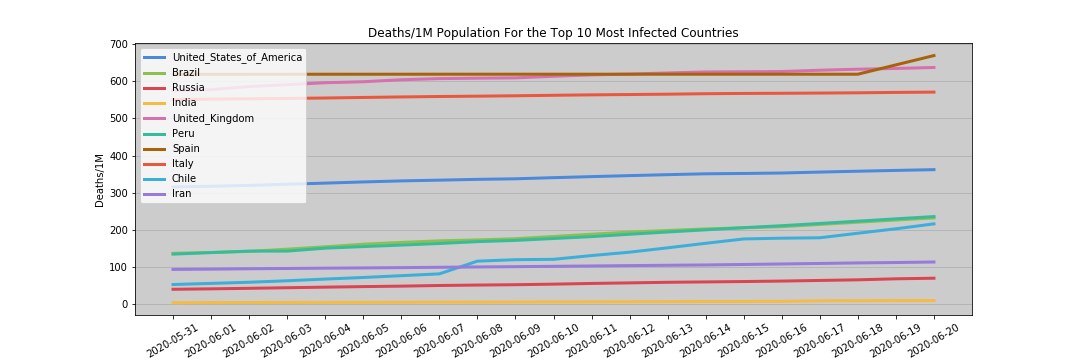 Deaths/1M Population For the Top 10 Most Infected Countries
Deaths/1M
700
600
500
400
300
200
100
0
United_States_of_America
Brazil
Russia
India
United_Kingdom
Peru
Spain
Italy
Chile
Iran
2020-05-31
2020-06-01
2020-06-02
2020-06-03
2020-06-04
2020-06-05
2020-06-06
2020-06-07
2020-06-08
2020-06-09
2020-06-10
2020-06-11
2020-06-12
2020-06-13
2020-06-14
2020-06-15
2020-06-16
2020-06-17
2020-06-18
2020-06-19
2020-06-20